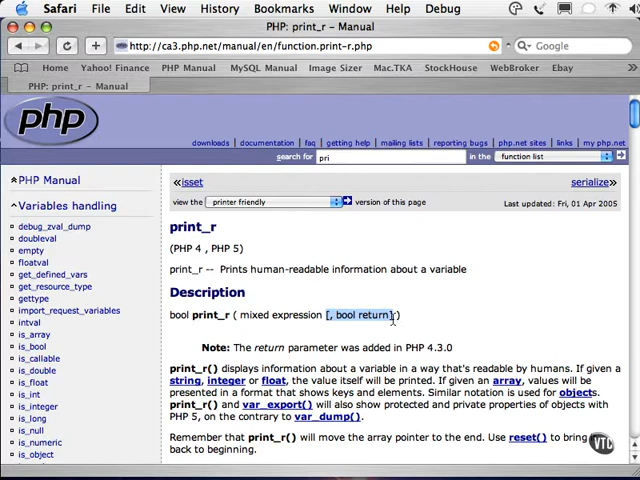 Safari File Edit View History Bookmarks Window Help Debug
PHP: print_r - Manual
http://ca3.php.net/manual/en/function.print-r.php
Google
Home Yahoo! Finance PHP Manual MySQL Manual Image Sizer Mac.TKA StockHouse WebBroker Ebay
PHP: print_r - Manual
php
downloads | documentation | faq | getting help | mailing lists | reporting bugs | php.net sites | links | my php.net
search for pri in the function list
PHP Manual
«isset serialize»
Variables handling
view the printer friendly version of this page Last updated: Fri, 01 Apr 2005
debug_zval_dump
doubleval
empty
floatval
get_defined_vars
get_resource_type
gettype
import_request_variables
intval
is_array
is_bool
is_callable
is_double
is_float
is_int
is_integer
is_long
is_null
is_numeric
is_object
print_r
(PHP 4 , PHP 5)
print_r -- Prints human-readable information about a variable
Description
bool print_r ( mixed expression [, bool return] )
Note: The return parameter was added in PHP 4.3.0
print_r() displays information about a variable in a way that's readable by humans. If given a
string, integer or float, the value itself will be printed. If given an array, values will be
presented in a format that shows keys and elements. Similar notation is used for objects.
print_r() and var_export() will also show protected and private properties of objects with
PHP 5, on the contrary to var_dump().
Remember that print_r() will move the array pointer to the end. Use reset() to bring
back to beginning.
VTC